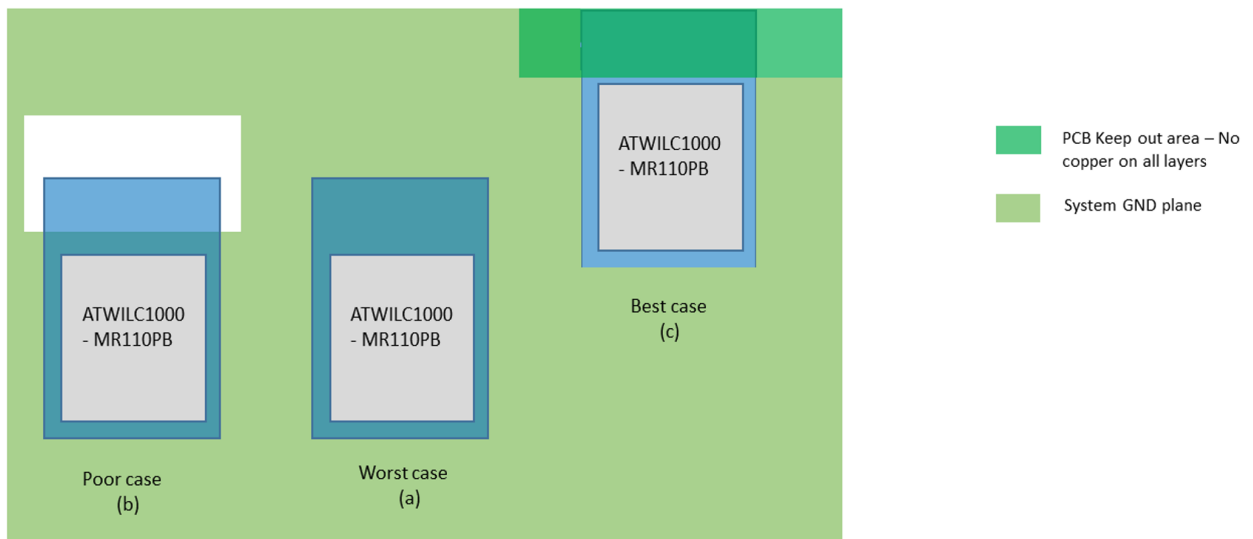 ATWILC1000
- MR110PB
Poor case
(b)
ATWILC1000
- MR110PB
Worst case
(a)
ATWILC1000
- MR110PB
Best case
(c)
PCB Keep out area – No
copper on all layers
System GND plane